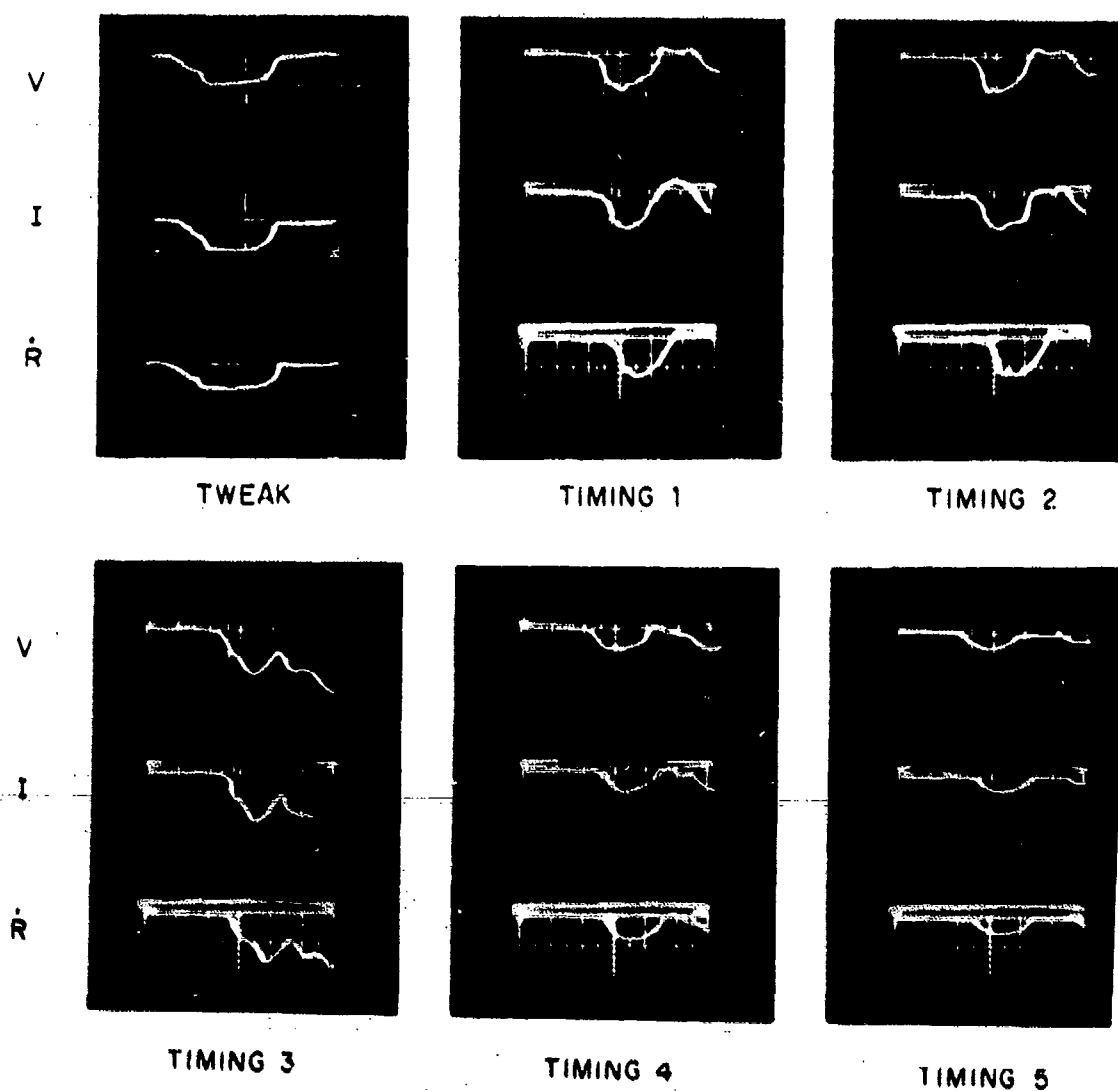 V
I
Ṙ
TWEAK
TIMING 1
TIMING 2
V
I
Ṙ
TIMING 3
TIMING 4
TIMING 5